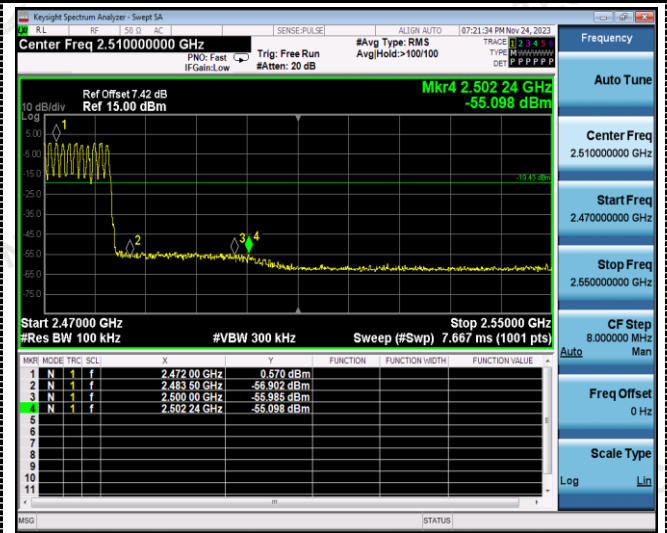 Keysight Spectrum Analyzer - Swept SA
RL RF 50 Ω AC SENSE:PULSE ALIGN AUTO 07:21:34 PM Nov 24, 2023
Center Freq 2.510000000 GHz #Avg Type: RMS TRACE 1 2 3 4 5 6 Frequency
PNO: Fast Trig: Free Run Avg|Hold:>100/100 TYPE M W W W W W
IFGain:Low #Atten: 20 dB DET P P P P P P
Auto Tune
Mkr4 2.502 24 GHz
Ref Offset 7.42 dB
10 dB/div Ref 15.00 dBm -55.098 dBm
Log
1
5.00
Center Freq
2.510000000 GHz
-5.00
-15.0
-19.43 dBm
-25.0
Start Freq
2.470000000 GHz
-35.0
-45.0
2 3 4
-55.0
Stop Freq
2.550000000 GHz
-65.0
-75.0
Start 2.47000 GHz Stop 2.55000 GHz
#Res BW 100 kHz #VBW 300 kHz Sweep (#Swp) 7.667 ms (1001 pts)
CF Step
8.000000 MHz
Auto Man
MKR MODE TRC SCL X Y FUNCTION FUNCTION WIDTH FUNCTION VALUE
1 N 1 f 2.472 00 GHz 0.570 dBm
2 N 1 f 2.483 50 GHz -56.902 dBm
3 N 1 f 2.500 00 GHz -55.985 dBm
4 N 1 f 2.502 24 GHz -55.098 dBm
5
6
7
8
9
10
11
Freq Offset
0 Hz
Scale Type
Log Lin
MSG STATUS